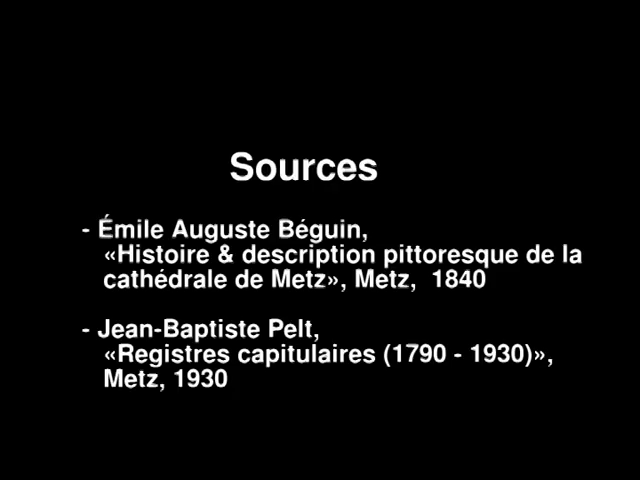 Sources
- Émile Auguste Béguin,
«Histoire & description pittoresque de la
cathédrale de Metz», Metz, 1840
- Jean-Baptiste Pelt,
«Registres capitulaires (1790 - 1930)»,
Metz, 1930